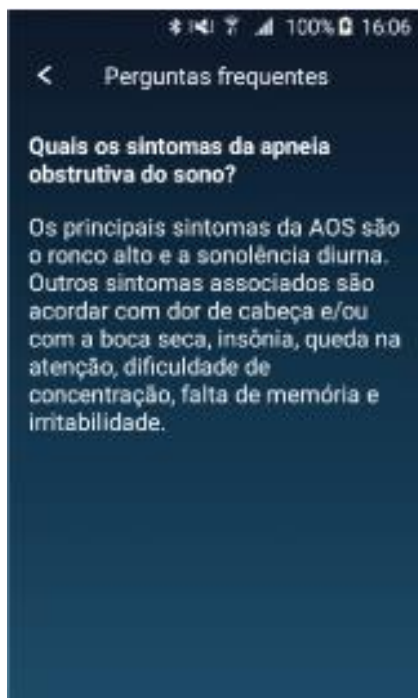 100% 16:06
< Perguntas frequentes
Quais os sintomas da apneia
obstrutiva do sono?
Os principais sintomas da AOS são
o ronco alto e a sonolência diurna.
Outros sintomas associados são
acordar com dor de cabeça e/ou
com a boca seca, insônia, queda na
atenção, dificuldade de
concentração, falta de memória e
irritabilidade.